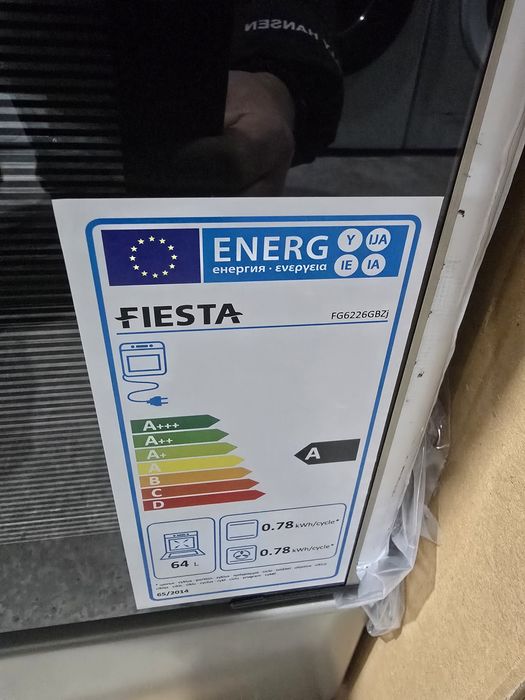 HANSEN
ENERG
Y IJA
IE IA
енергия · ενεργεια
FIESTA
FG6226GBZj
A+++
A++
A+
A
B
C
D
A
0.78 kWh/cycle*
0.78 kWh/cycle*
64 L
65/2014